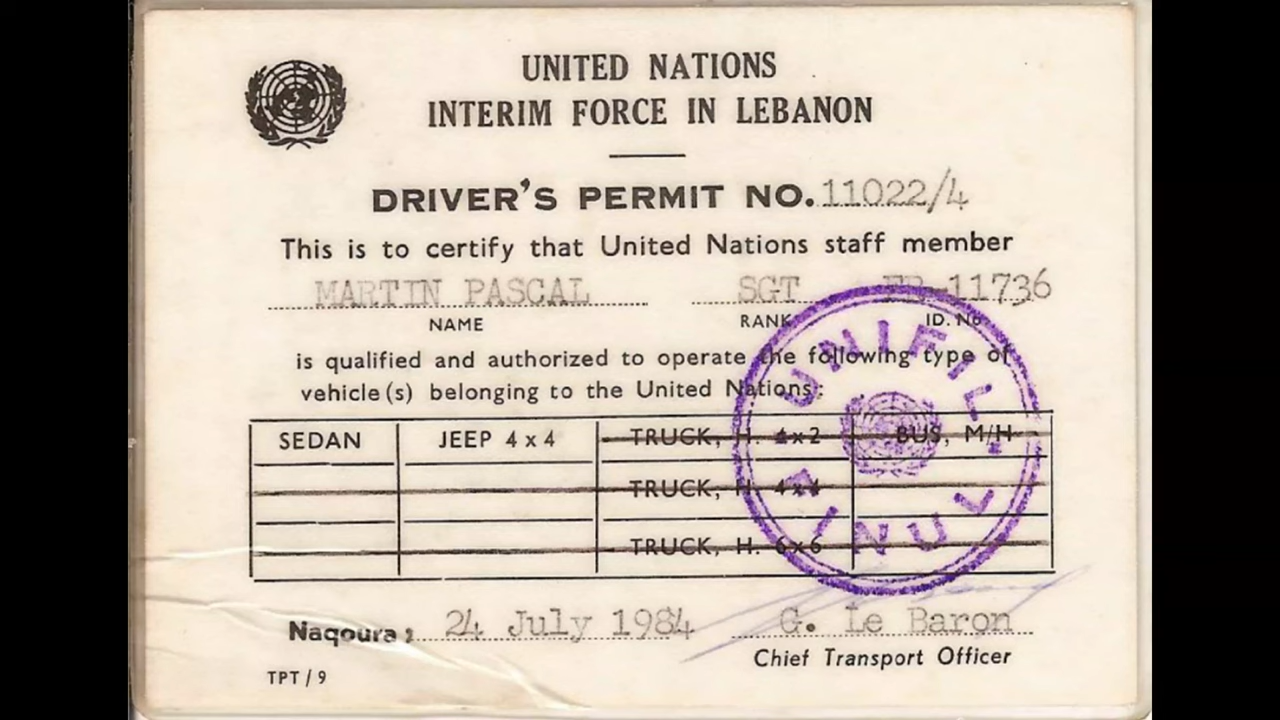 UNITED NATIONS
INTERIM FORCE IN LEBANON
DRIVER'S PERMIT NO. 11022/4
This is to certify that United Nations staff member
MARTIN PASCAL SGT FR-11736
NAME RANK ID. No
is qualified and authorized to operate the following type of
vehicle (s) belonging to the United Nations:
SEDAN JEEP 4 x 4 TRUCK, H. 4x2 BUS, M/H
TRUCK, H. 4x4
TRUCK, H. 6x6
UNIFIL
FINUL
Naqoura: 24 July 1984 G. Le Baron
Chief Transport Officer
TPT / 9